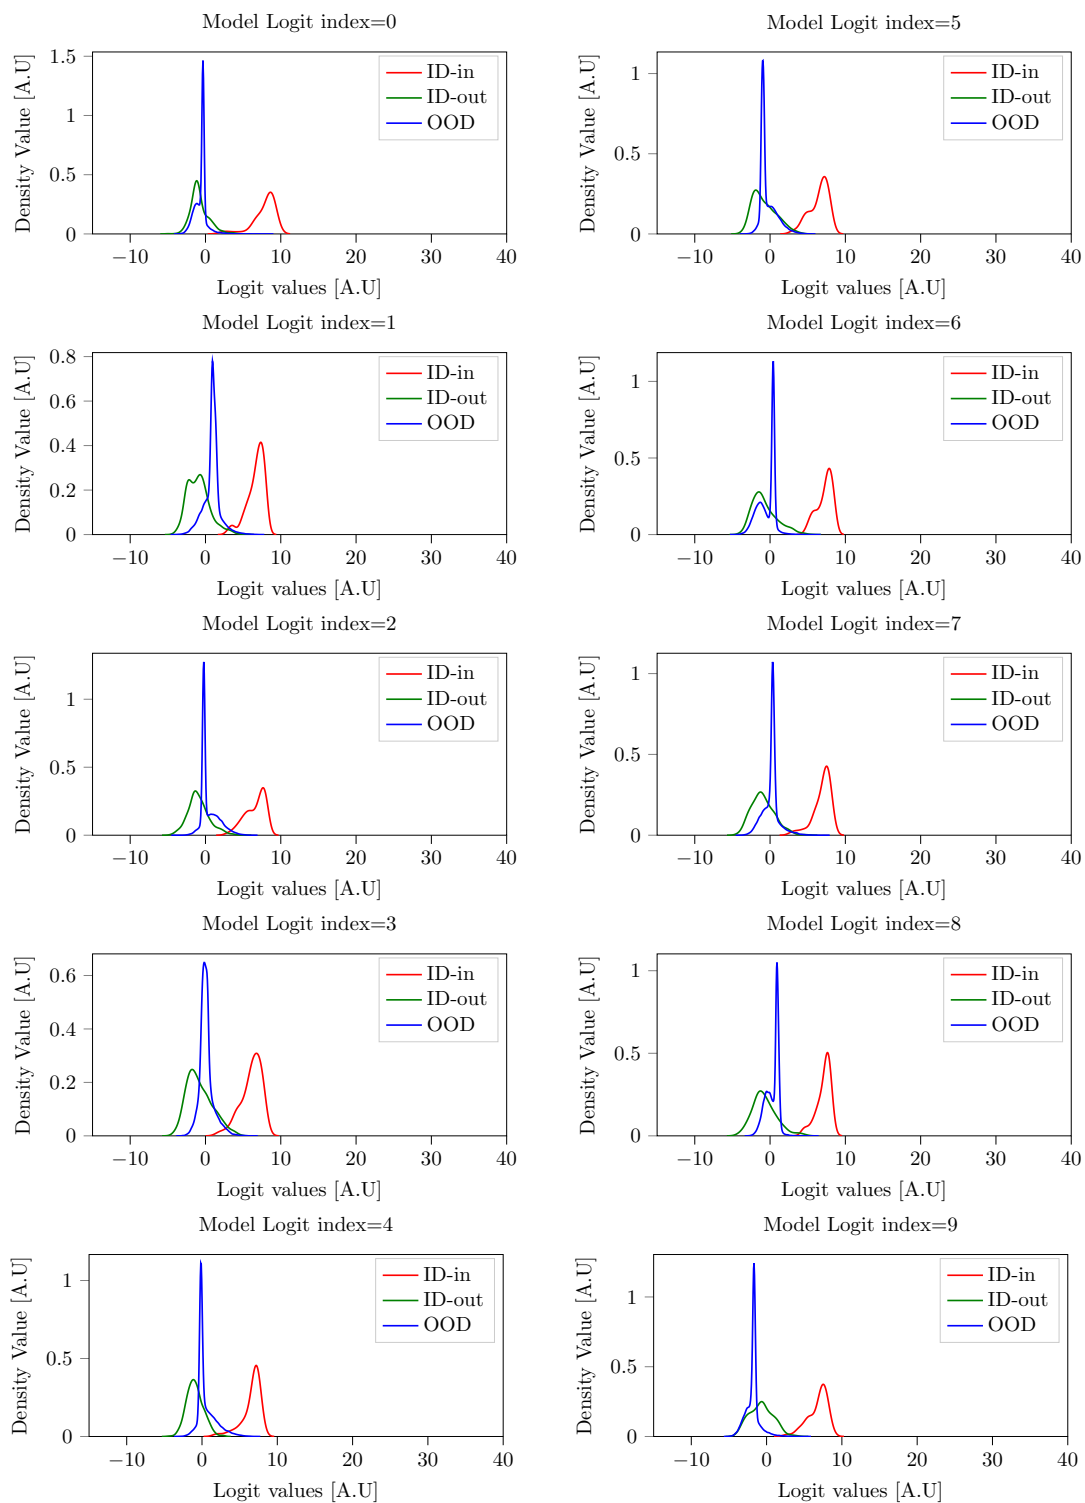 Model Logit index=0
Density Value [A.U]
1.5
1
0.5
0
ID-in
ID-out
OOD
−10 0 10 20 30 40
Logit values [A.U]
Model Logit index=5
Density Value [A.U]
1
0.5
0
ID-in
ID-out
OOD
−10 0 10 20 30 40
Logit values [A.U]
Model Logit index=1
Density Value [A.U]
0.8
0.6
0.4
0.2
0
ID-in
ID-out
OOD
−10 0 10 20 30 40
Logit values [A.U]
Model Logit index=6
Density Value [A.U]
1
0.5
0
ID-in
ID-out
OOD
−10 0 10 20 30 40
Logit values [A.U]
Model Logit index=2
Density Value [A.U]
1
0.5
0
ID-in
ID-out
OOD
−10 0 10 20 30 40
Logit values [A.U]
Model Logit index=7
Density Value [A.U]
1
0.5
0
ID-in
ID-out
OOD
−10 0 10 20 30 40
Logit values [A.U]
Model Logit index=3
Density Value [A.U]
0.6
0.4
0.2
0
ID-in
ID-out
OOD
−10 0 10 20 30 40
Logit values [A.U]
Model Logit index=8
Density Value [A.U]
1
0.5
0
ID-in
ID-out
OOD
−10 0 10 20 30 40
Logit values [A.U]
Model Logit index=4
Density Value [A.U]
1
0.5
0
ID-in
ID-out
OOD
−10 0 10 20 30 40
Logit values [A.U]
Model Logit index=9
Density Value [A.U]
1
0.5
0
ID-in
ID-out
OOD
−10 0 10 20 30 40
Logit values [A.U]